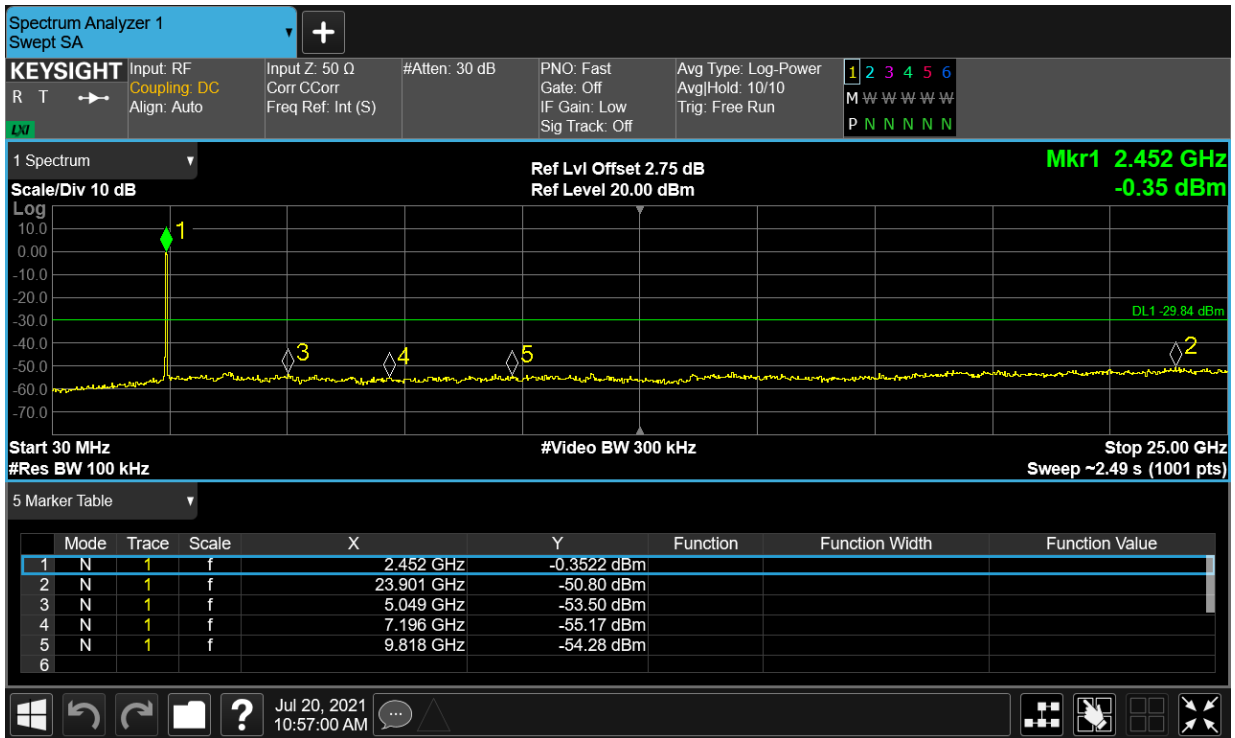 Spectrum Analyzer 1
Swept SA
KEYSIGHT
R T
LXI
Input: RF
Coupling: DC
Align: Auto
Input Z: 50 Ω
Corr CCorr
Freq Ref: Int (S)
#Atten: 30 dB
PNO: Fast
Gate: Off
IF Gain: Low
Sig Track: Off
Avg Type: Log-Power
Avg|Hold: 10/10
Trig: Free Run
1 2 3 4 5 6
M W W W W W
P N N N N N
1 Spectrum
Scale/Div 10 dB
Ref Lvl Offset 2.75 dB
Ref Level 20.00 dBm
Mkr1 2.452 GHz
-0.35 dBm
Log
10.0
0.00
-10.0
-20.0
-30.0
-40.0
-50.0
-60.0
-70.0
1
3
4
5
2
DL1 -29.84 dBm
Start 30 MHz
#Res BW 100 kHz
#Video BW 300 kHz
Stop 25.00 GHz
Sweep ~2.49 s (1001 pts)
5 Marker Table
Mode Trace Scale X Y Function Function Width Function Value
1 N 1 f 2.452 GHz -0.3522 dBm
2 N 1 f 23.901 GHz -50.80 dBm
3 N 1 f 5.049 GHz -53.50 dBm
4 N 1 f 7.196 GHz -55.17 dBm
5 N 1 f 9.818 GHz -54.28 dBm
6
?
Jul 20, 2021
10:57:00 AM